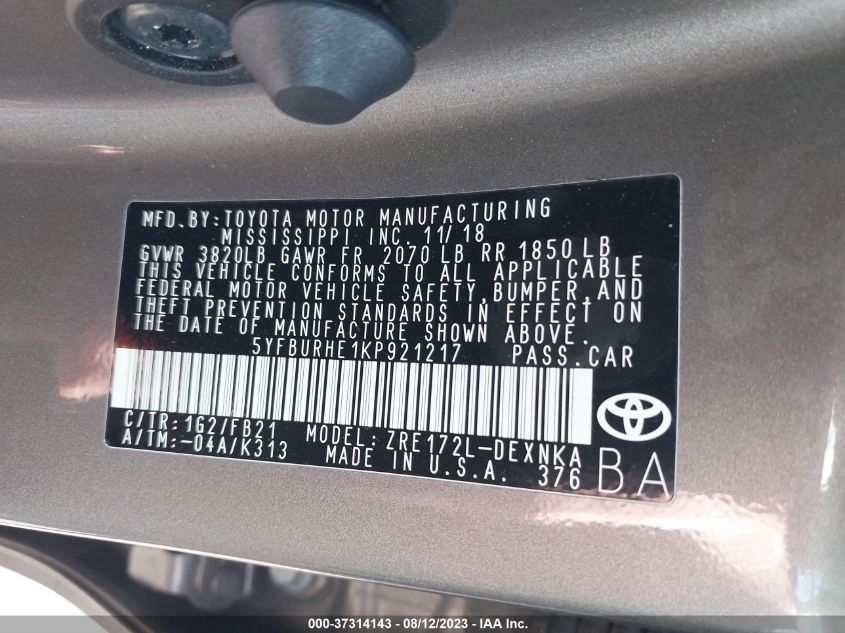 MFD. BY: TOYOTA MOTOR MANUFACTURING
MISSISSIPPI INC. 11/18
GVWR 3820LB GAWR FR 2070 LB RR 1850 LB
THIS VEHICLE CONFORMS TO ALL APPLICABLE
FEDERAL MOTOR VEHICLE SAFETY, BUMPER, AND
THEFT PREVENTION STANDARDS IN EFFECT ON
THE DATE OF MANUFACTURE SHOWN ABOVE.
5YFBURHE1KP921217 PASS. CAR
C/TR: 1G2/FB21 MODEL: ZRE172L-DEXNKA
A/TM: -04A/K313 MADE IN U.S.A. 376
BA
000-37314143 - 08/12/2023 - IAA, Inc.